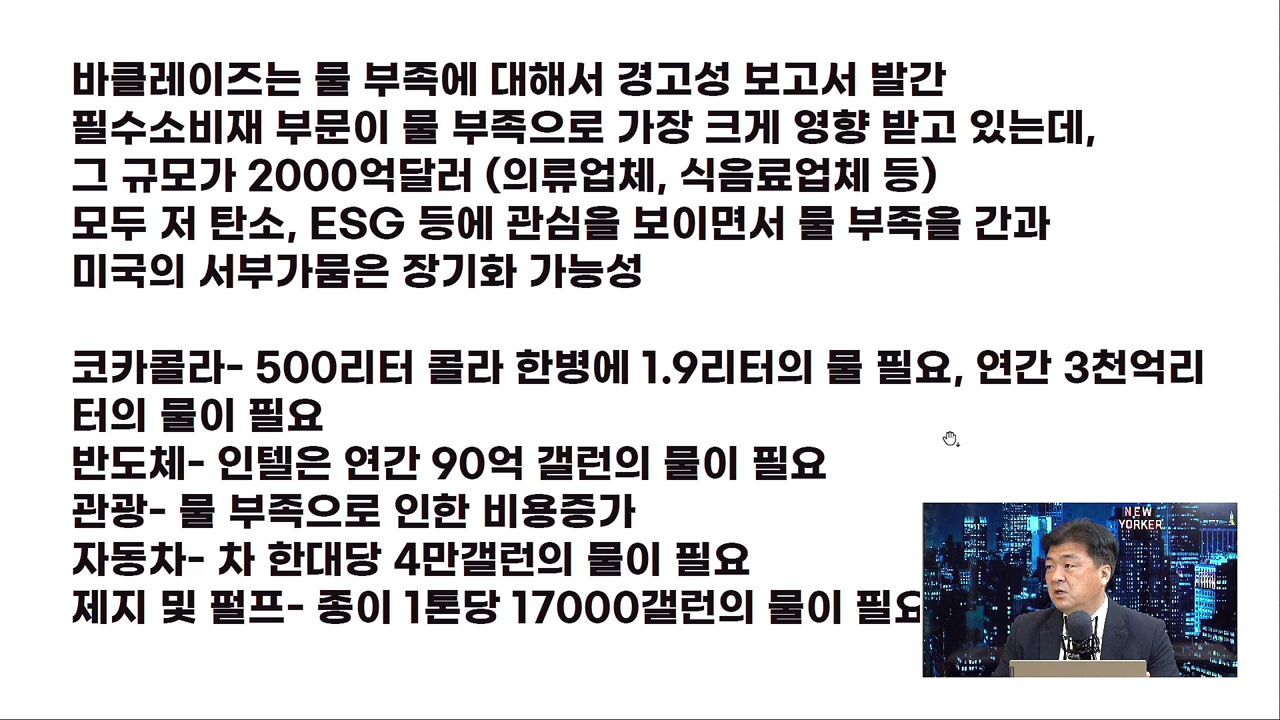 바클레이즈는 물 부족에 대해서 경고성 보고서 발간
필수소비재 부문이 물 부족으로 가장 크게 영향 받고 있는데,
그 규모가 2000억달러 (의류업체, 식음료업체 등)
모두 저 탄소, ESG 등에 관심을 보이면서 물 부족을 간과
미국의 서부가뭄은 장기화 가능성
코카콜라- 500리터 콜라 한병에 1.9리터의 물 필요, 연간 3천억리
터의 물이 필요
반도체- 인텔은 연간 90억 갤런의 물이 필요
관광- 물 부족으로 인한 비용증가
자동차- 차 한대당 4만갤런의 물이 필요
제지 및 펄프- 종이 1톤당 17000갤런의 물이 필요
NEW
YORKER